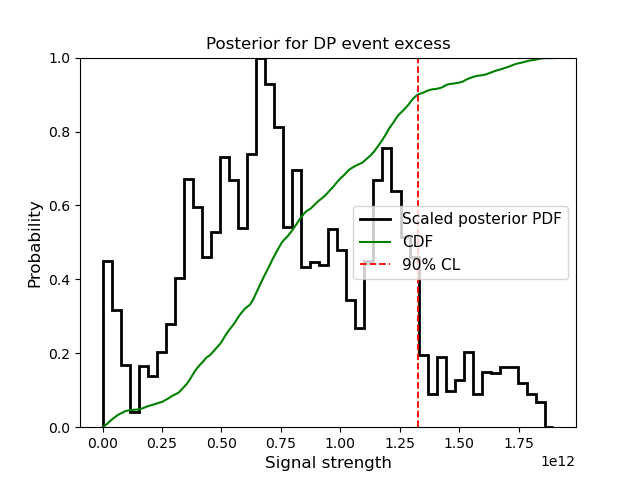 Posterior for DP event excess
1.0
0.8
0.6
0.4
0.2
0.0
Probability
Scaled posterior PDF
CDF
90% CL
0.00 0.25 0.50 0.75 1.00 1.25 1.50 1.75
1e12
Signal strength